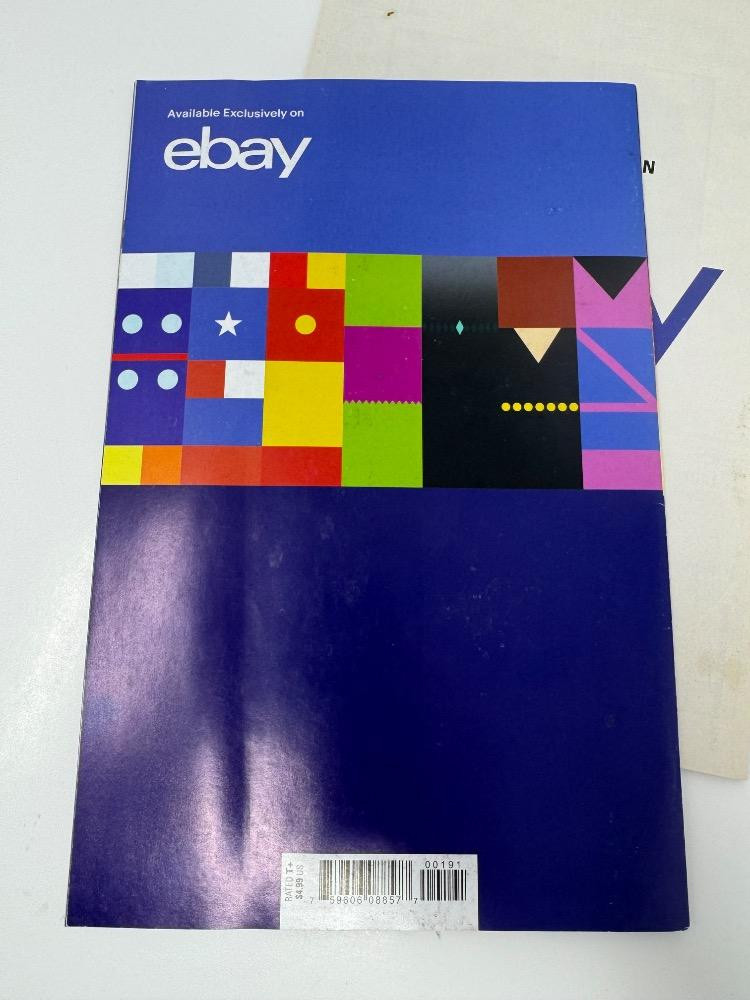 Available Exclusively on
ebay
N
RATED T+
$4.99 US
00191
7 59606 08857 7